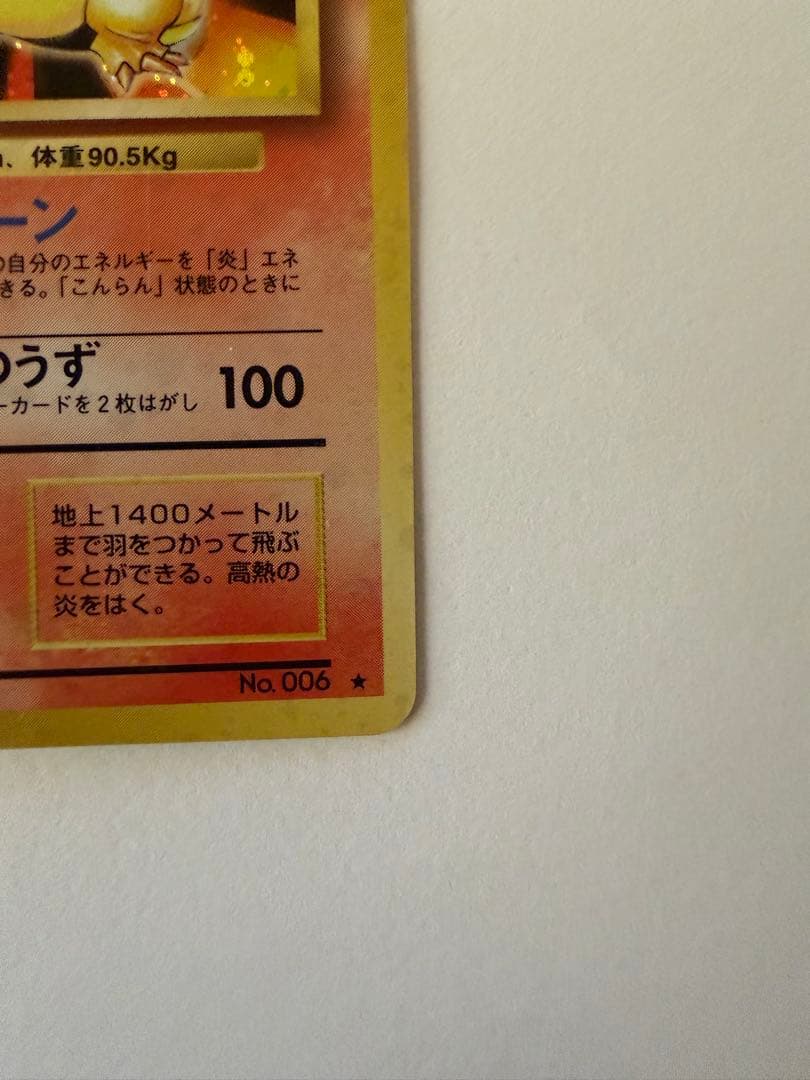 、体重90.5Kg
ーン
自分のエネルギーを「炎」エネ
きる。「こんらん」状態のときに
のうず
100
ーカードを2枚はがし
地上1400メートル
まで羽をつかって飛ぶ
ことができる。高熱の
炎をはく。
No. 006 ★